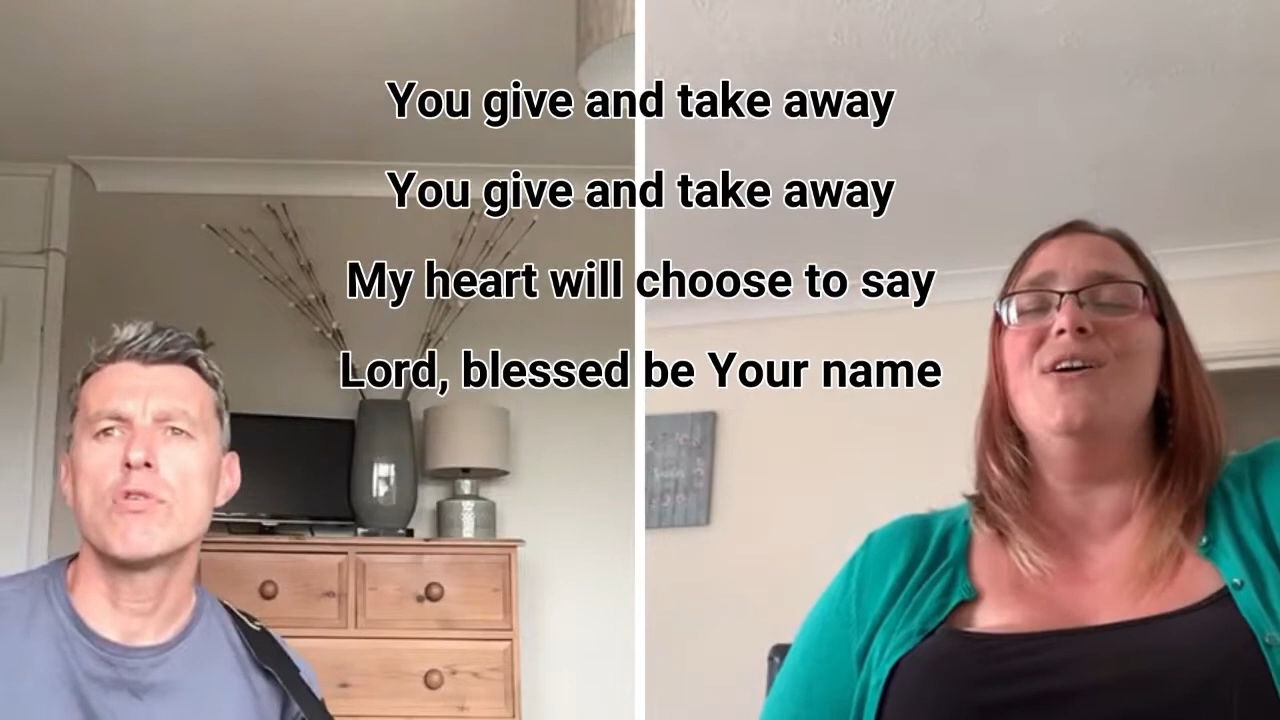 You give and take away
You give and take away
My heart will choose to say
Lord, blessed be Your name